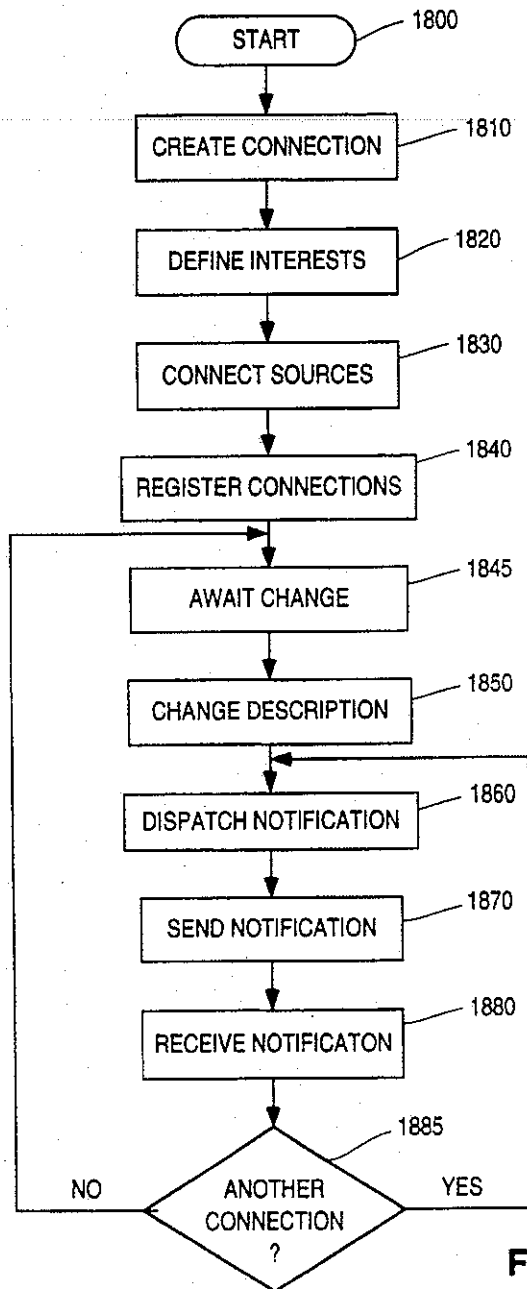 START
1800
CREATE CONNECTION
1810
DEFINE INTERESTS
1820
CONNECT SOURCES
1830
REGISTER CONNECTIONS
1840
AWAIT CHANGE
1845
CHANGE DESCRIPTION
1850
DISPATCH NOTIFICATION
1860
SEND NOTIFICATION
1870
RECEIVE NOTIFICATON
1880
1885
NO
ANOTHER
CONNECTION
?
YES
F